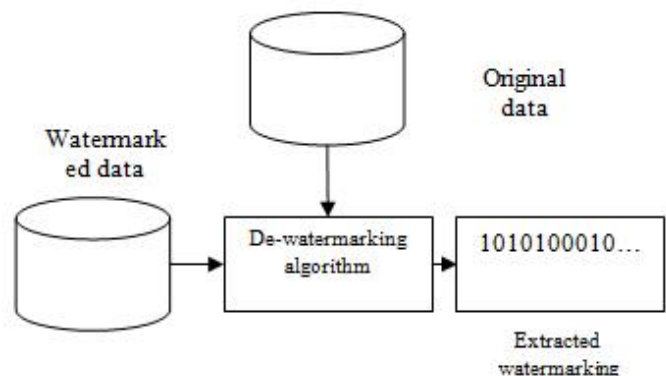 Original
data
Watermark
ed data
De-watermarking
algorithm
1010100010...
Extracted
watermarking